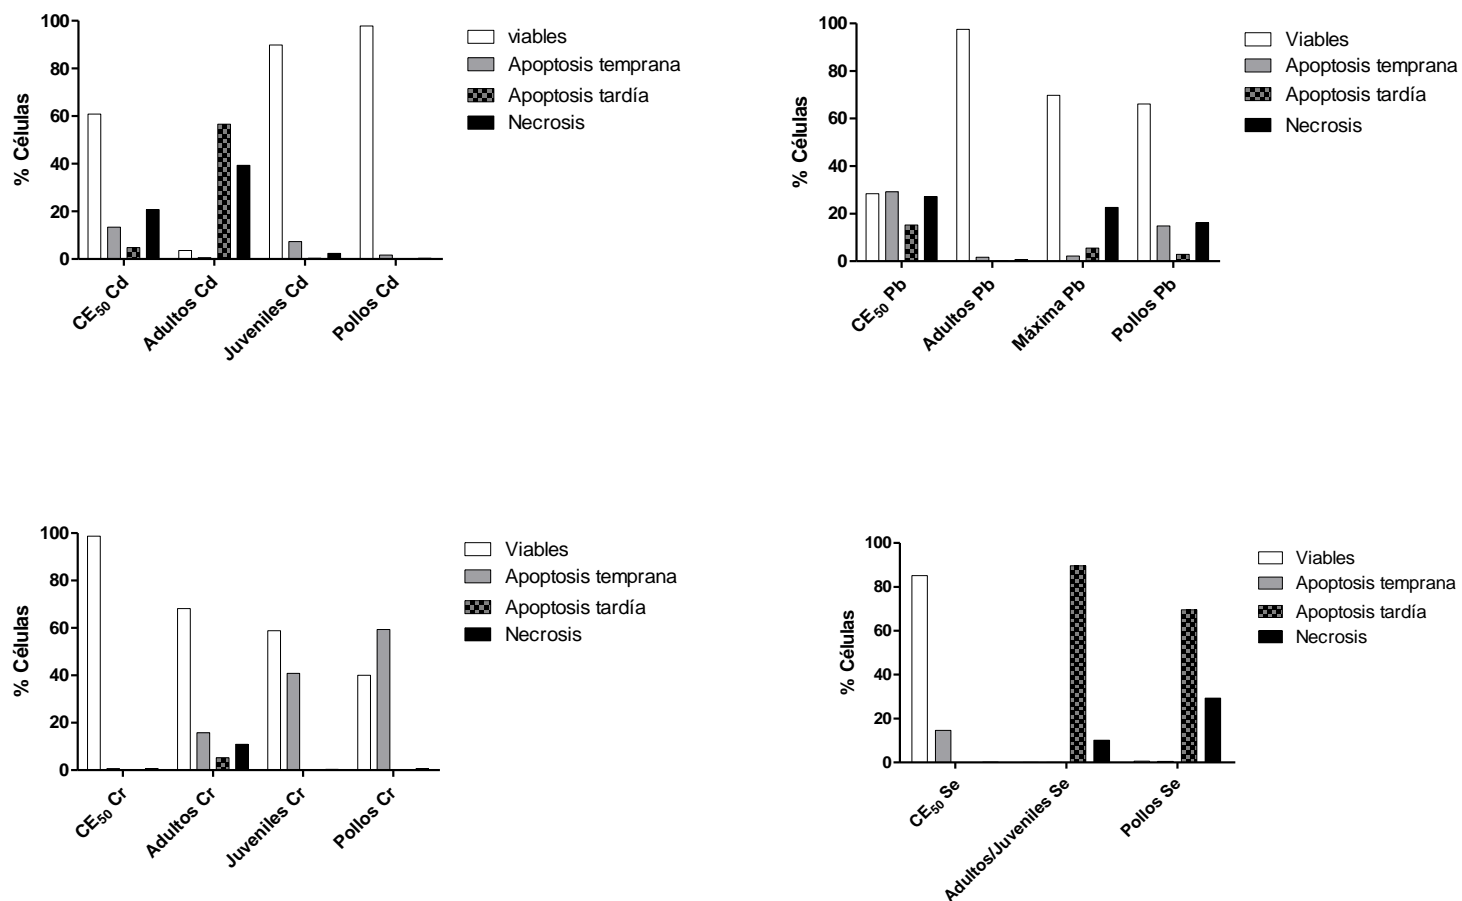 100
80
60
40
20
0
% Células
CE₅₀ Cd
Adultos Cd
Juveniles Cd
Pollos Cd
viables
Apoptosis temprana
Apoptosis tardía
Necrosis
100
80
60
40
20
0
% Células
CE₅₀ Pb
Adultos Pb
Máxima Pb
Pollos Pb
Viables
Apoptosis temprana
Apoptosis tardía
Necrosis
100
80
60
40
20
0
% Células
CE₅₀ Cr
Adultos Cr
Juveniles Cr
Pollos Cr
Viables
Apoptosis temprana
Apoptosis tardía
Necrosis
100
80
60
40
20
0
% Células
CE₅₀ Se
Adultos/Juveniles Se
Pollos Se
Viables
Apoptosis temprana
Apoptosis tardía
Necrosis